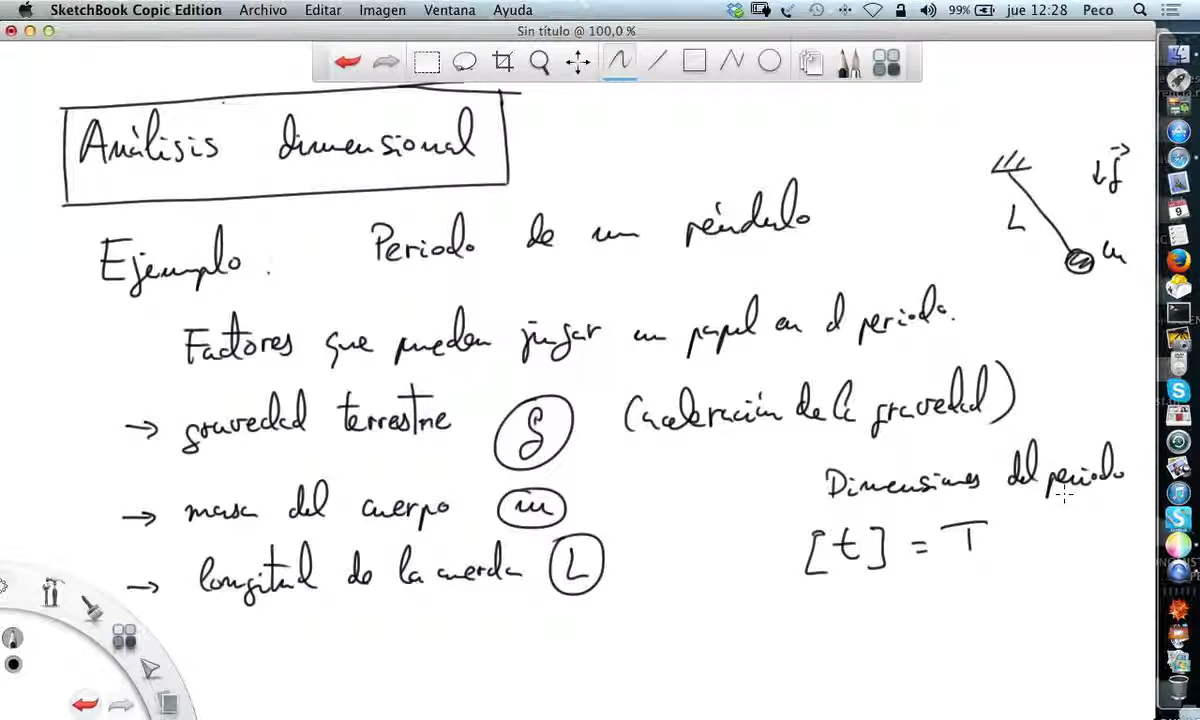 SketchBook Copic Edition Archivo Editar Imagen Ventana Ayuda 99% jue 12:28 Peco
Sin título @ 100,0 %
Análisis dimensional
Ejemplo. Periodo de un péndulo
g
L
m
Factores que pueden jugar un papel en el periodo.
→ gravedad terrestre g (aceleración de la gravedad)
Dimensiones del periodo
→ masa del cuerpo m
[t] = T
→ longitud de la cuerda L